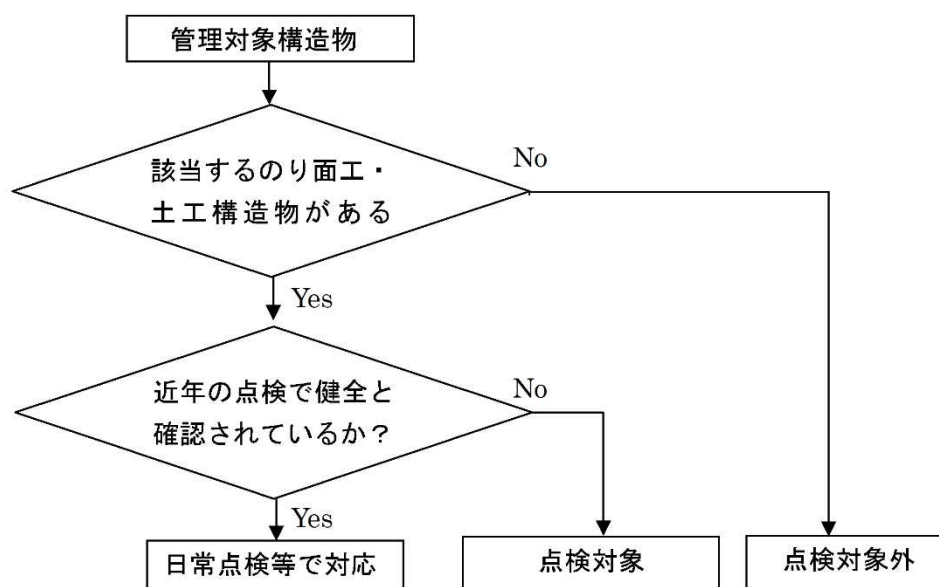 管理対象構造物
該当するのり面工・
土工構造物がある
No
Yes
近年の点検で健全と
確認されているか？
No
Yes
日常点検等で対応
点検対象
点検対象外